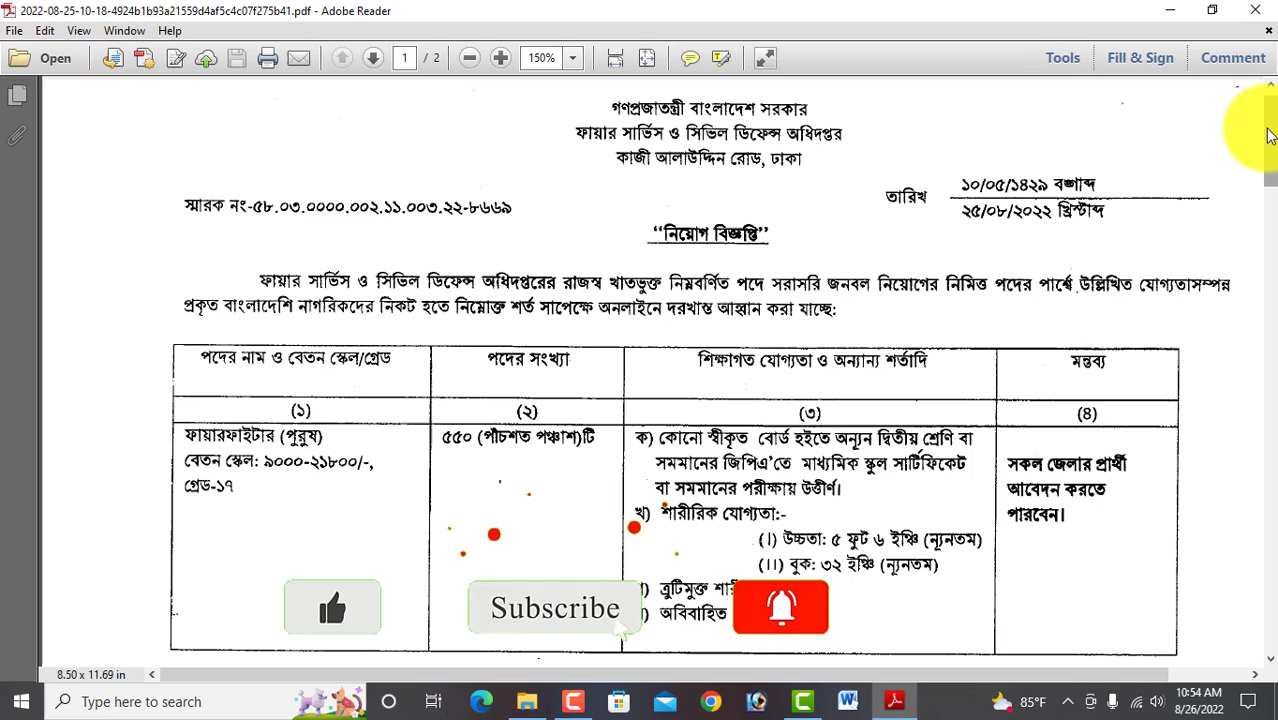 2022-08-25-10-18-4924b1b93a21559d4af5c4c07f275b41.pdf - Adobe Reader
File Edit View Window Help
Open 1 / 2 150% Tools Fill & Sign Comment
গণপ্রজাতন্ত্রী বাংলাদেশ সরকার
ফায়ার সার্ভিস ও সিভিল ডিফেন্স অধিদপ্তর
কাজী আলাউদ্দিন রোড, ঢাকা
স্মারক নং-৫৮.০৩.০০০০.০০২.১১.০০৩.২২-৮৬৬৯
তারিখ ১০/০৫/১৪২৯ বঙ্গাব্দ
২৫/০৮/২০২২ খ্রিস্টাব্দ
“নিয়োগ বিজ্ঞপ্তি”
ফায়ার সার্ভিস ও সিভিল ডিফেন্স অধিদপ্তরের রাজস্ব খাতভুক্ত নিম্নবর্ণিত পদে সরাসরি জনবল নিয়োগের নিমিত্ত পদের পার্শ্বে উল্লিখিত যোগ্যতাসম্পন্ন
প্রকৃত বাংলাদেশি নাগরিকদের নিকট হতে নিম্নোক্ত শর্ত সাপেক্ষে অনলাইনে দরখাস্ত আহ্বান করা যাচ্ছে:
পদের নাম ও বেতন স্কেল/গ্রেড পদের সংখ্যা শিক্ষাগত যোগ্যতা ও অন্যান্য শর্তাদি মন্তব্য
(১) (২) (৩) (৪)
ফায়ারফাইটার (পুরুষ)
বেতন স্কেল: ৯০০০-২১৮০০/-,
গ্রেড-১৭
৫৫০ (পাঁচশত পঞ্চাশ)টি
ক) কোনো স্বীকৃত বোর্ড হইতে অন্যূন দ্বিতীয় শ্রেণি বা
সমমানের জিপিএ'তে মাধ্যমিক স্কুল সার্টিফিকেট
বা সমমানের পরীক্ষায় উত্তীর্ণ।
খ) শারীরিক যোগ্যতা:-
(।) উচ্চতা: ৫ ফুট ৬ ইঞ্চি (ন্যূনতম)
(।।) বুক: ৩২ ইঞ্চি (ন্যূনতম)
ত্রুটিমুক্ত
অবিবাহিত
সকল জেলার প্রার্থী
আবেদন করতে
পারবেন।
Subscribe
8.50 x 11.69 in
Type here to search
85°F
10:54 AM
8/26/2022